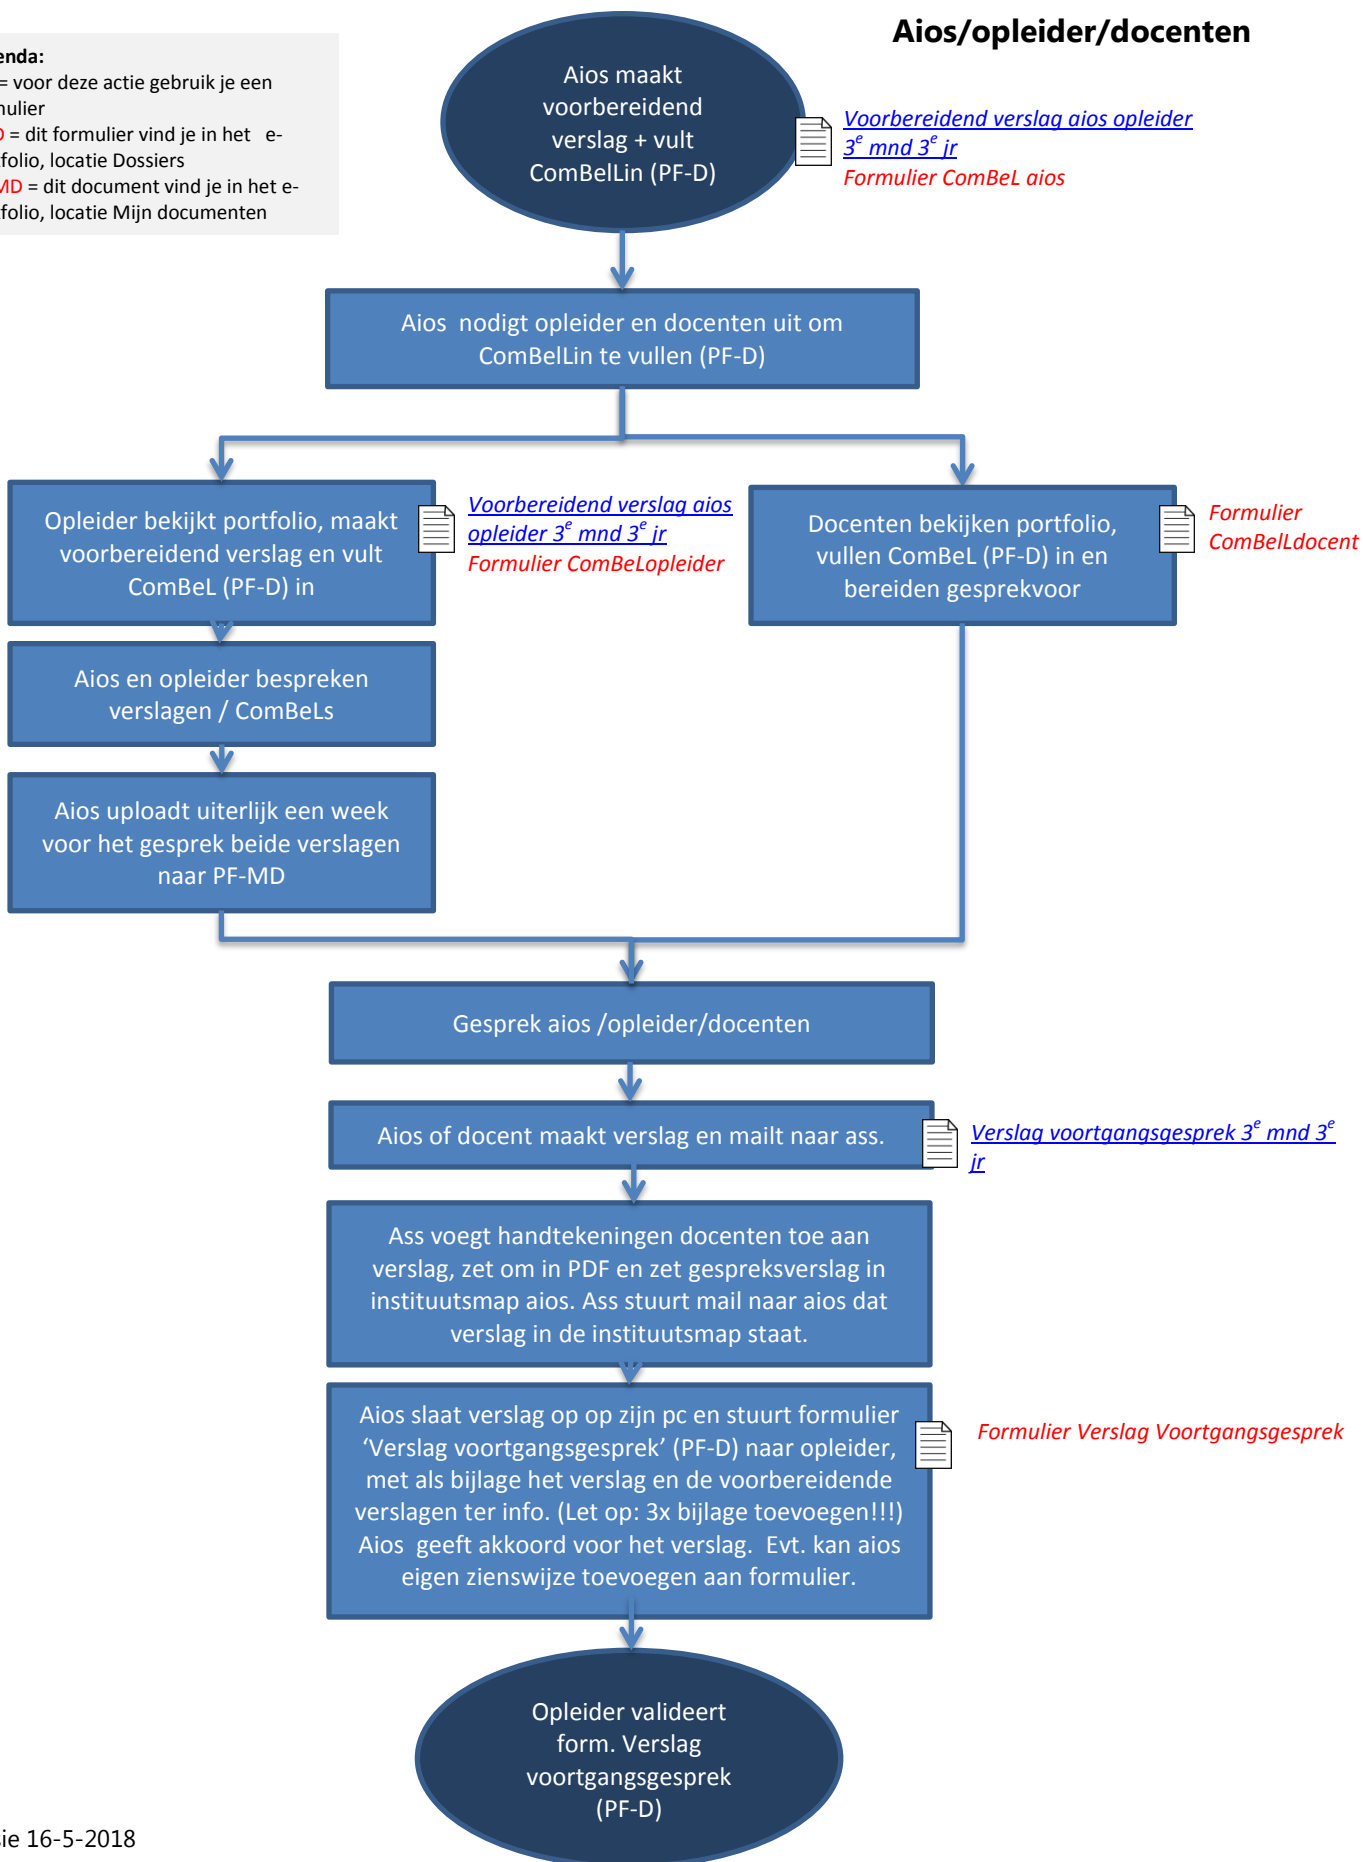 Aios/opleider/docenten
enda:
= voor deze actie gebruik je een
mulier
= dit formulier vind je in het e-
tfolio, locatie Dossiers
MD = dit document vind je in het e-
tfolio, locatie Mijn documenten
Aios maakt
voorbereidend
verslag + vult
ComBelLin (PF-D)
Voorbereidend verslag aios opleider
3e mnd 3e jr
Formulier ComBeL aios
Aios nodigt opleider en docenten uit om
ComBelLin te vullen (PF-D)
Opleider bekijkt portfolio, maakt
voorbereidend verslag en vult
ComBeL (PF-D) in
Voorbereidend verslag aios
opleider 3e mnd 3e jr
Formulier ComBeLopleider
Docenten bekijken portfolio,
vullen ComBeL (PF-D) in en
bereiden gesprekvoor
Formulier
ComBelLdocent
Aios en opleider bespreken
verslagen / ComBeLs
Aios uploadt uiterlijk een week
voor het gesprek beide verslagen
naar PF-MD
Gesprek aios /opleider/docenten
Aios of docent maakt verslag en mailt naar ass.
Verslag voortgangsgesprek 3e mnd 3e
jr
Ass voegt handtekeningen docenten toe aan
verslag, zet om in PDF en zet gespreksverslag in
instituutsmap aios. Ass stuurt mail naar aios dat
verslag in de instituutsmap staat.
Aios slaat verslag op op zijn pc en stuurt formulier
‘Verslag voortgangsgesprek’ (PF-D) naar opleider,
met als bijlage het verslag en de voorbereidende
verslagen ter info. (Let op: 3x bijlage toevoegen!!!)
Aios geeft akkoord voor het verslag. Evt. kan aios
eigen zienswijze toevoegen aan formulier.
Formulier Verslag Voortgangsgesprek
Opleider valideert
form. Verslag
voortgangsgesprek
(PF-D)
sie 16-5-2018